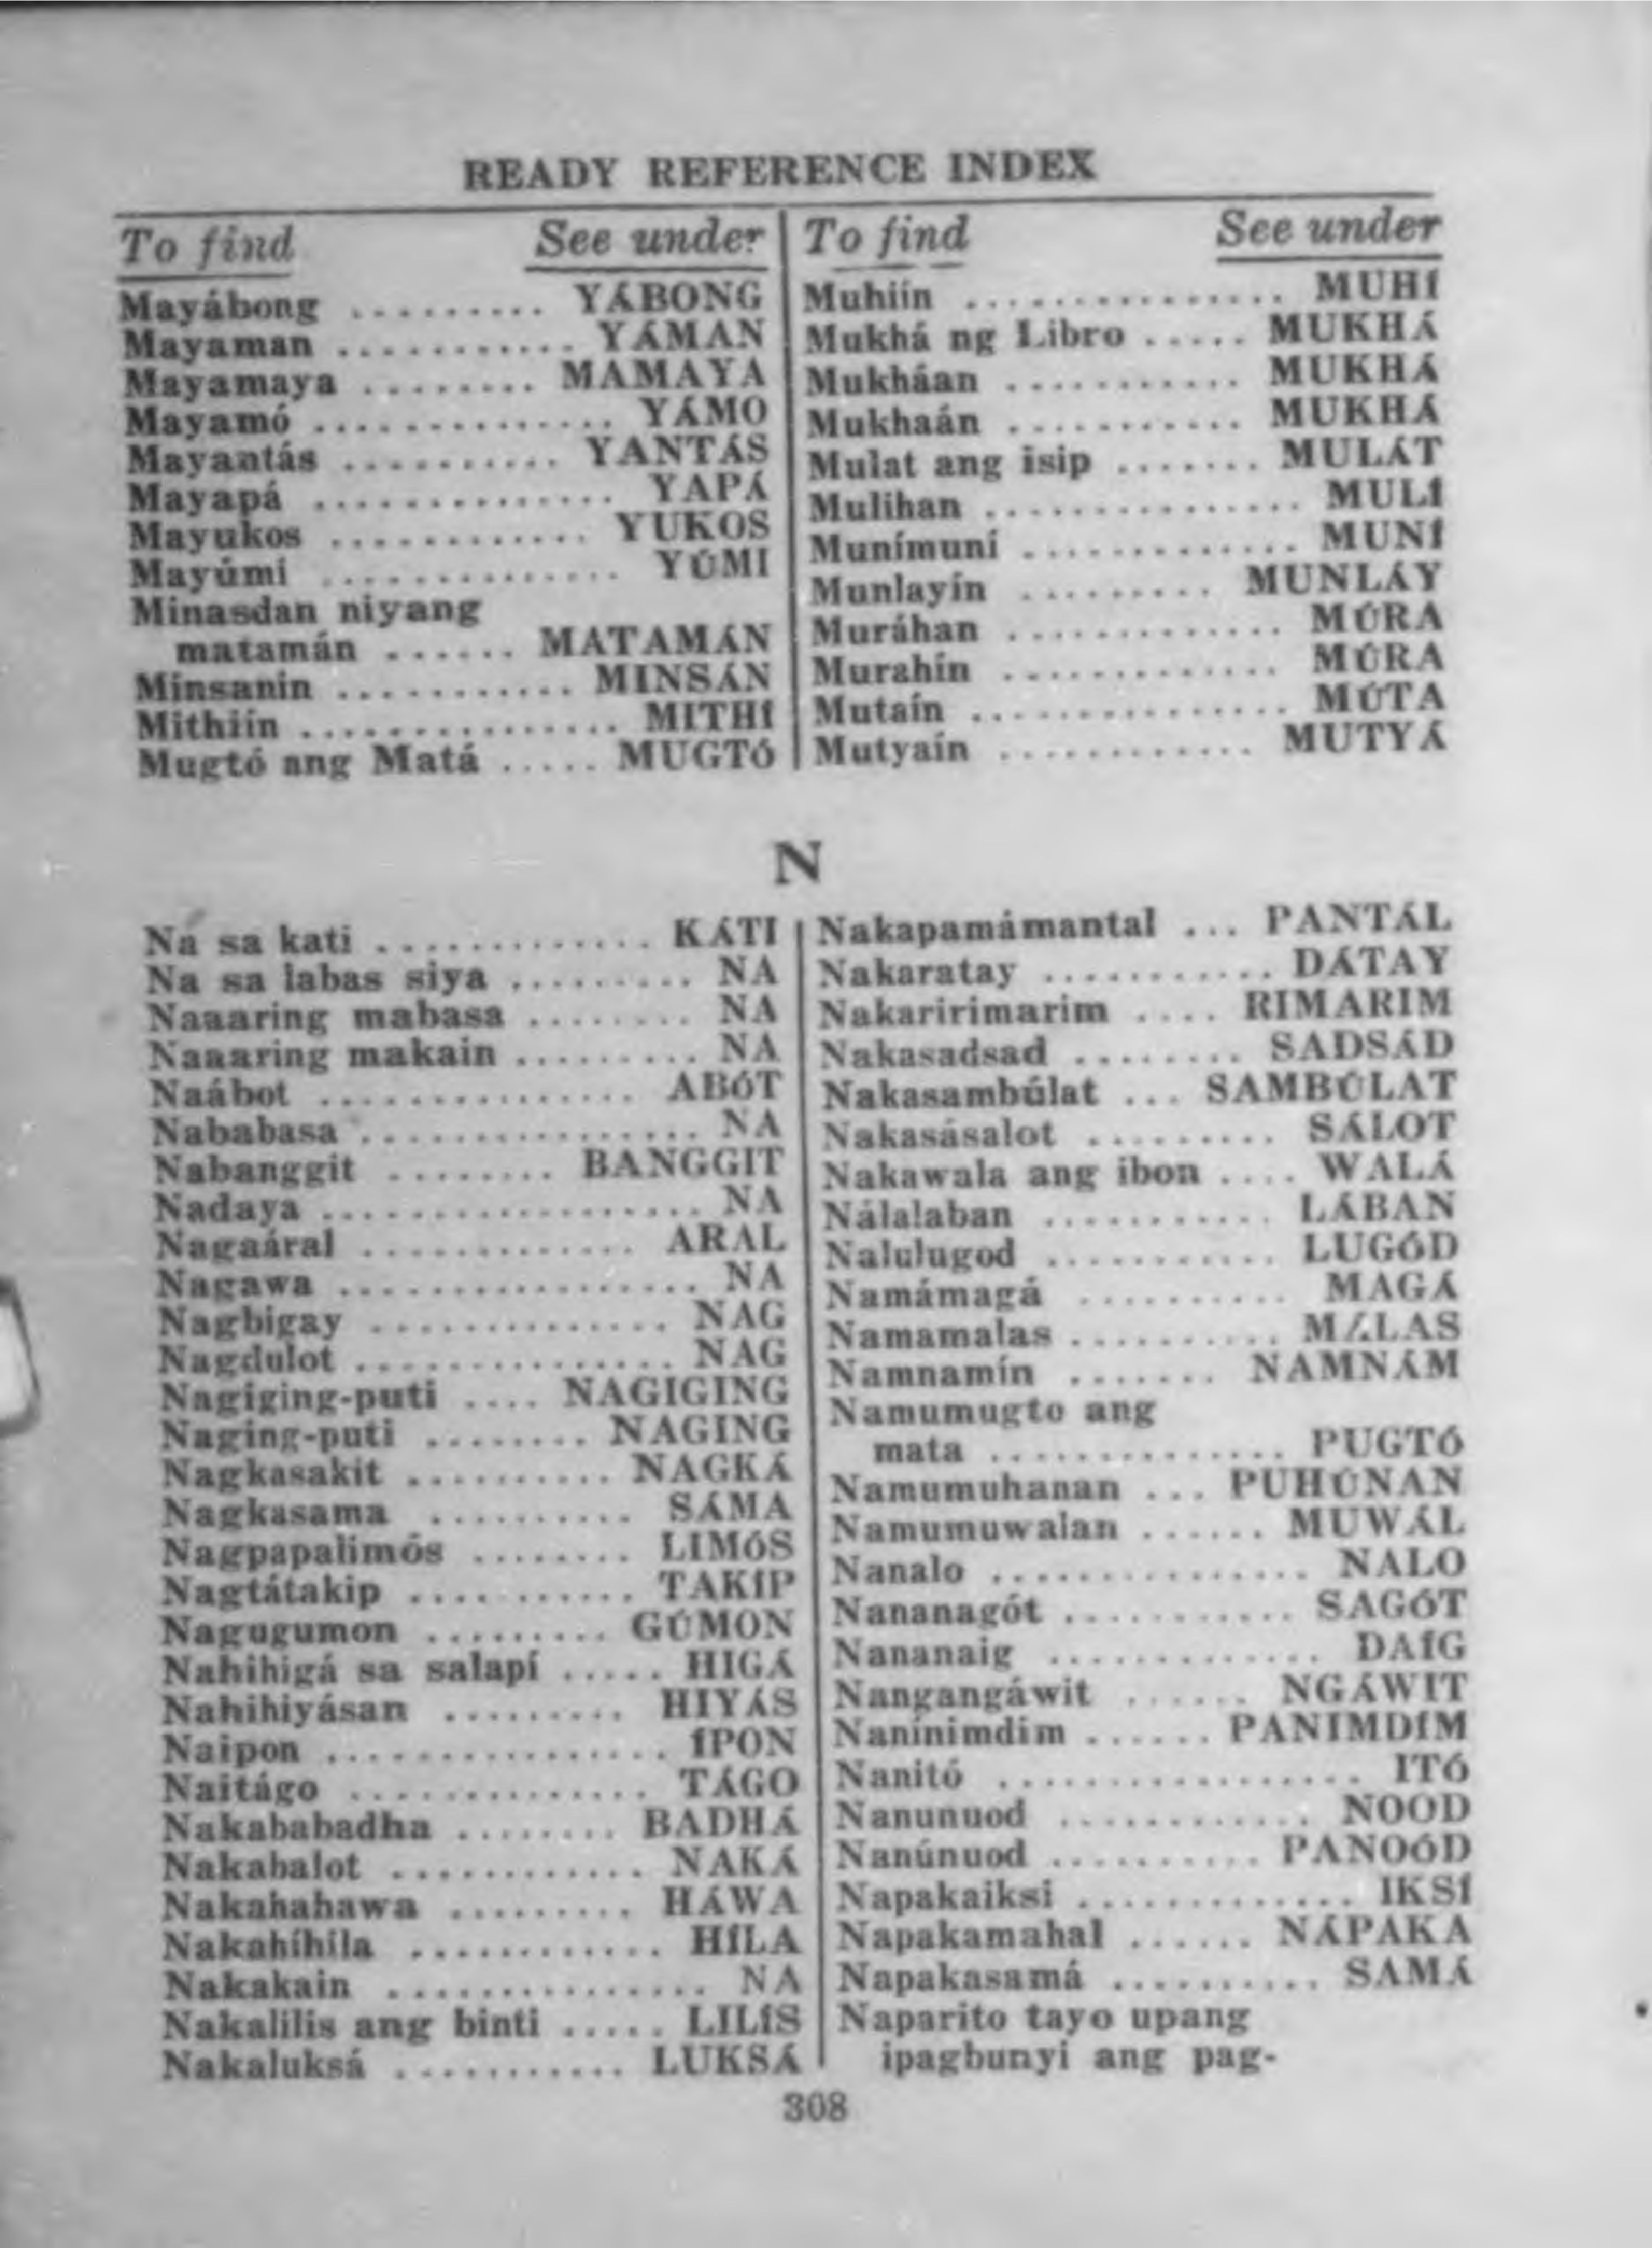 READY REFERENCE INDEX
To find See under
Mayábong ......... YÁBONG
Mayaman ............ YÁMAN
Mayamaya ........ MAMAYA
Mayamó ............... YÁMO
Mayantás ........... YANTÁS
Mayapá ............... YAPÁ
Mayukos ............. YUKOS
Mayúmi ............... YÚMI
Minasdan niyang
matamán ...... MATAMÁN
Minsanin ............ MINSÁN
Mithiín ................ MITHÍ
Mugtó ang Matá ..... MUGTÓ
To find See under
Muhiín ............... MUHÍ
Mukhá ng Libro ..... MUKHÁ
Mukháan ............ MUKHÁ
Mukhaán ............ MUKHÁ
Mulat ang isip ....... MULÁT
Mulihan ................ MULÍ
Munímuní ............. MUNÍ
Munlayín ......... MUNLÁY
Muráhan ............. MÚRA
Murahín ............. MÚRA
Mutaín ................ MÚTA
Mutyaín ............ MUTYÁ
N
Na sa kati ............. KÁTI
Na sa labas siya ......... NA
Naaaring mabasa ........ NA
Naaaring makain ......... NA
Naábot ................ ABÓT
Nababasa ................. NA
Nabanggit ........ BANGGIT
Nadaya ................... NA
Nagaáral .............. ARAL
Nagawa .................. NA
Nagbigay ............... NAG
Nagdulot ................ NAG
Nagiging-puti .... NAGIGING
Naging-puti ........ NAGING
Nagkasakit .......... NAGKÁ
Nagkasama .......... SÁMA
Nagpapalimós ........ LIMÓS
Nagtátakip ........... TAKÍP
Nagugumon ......... GÚMON
Nahihigá sa salapí ..... HIGÁ
Nahihiyásan ......... HIYÁS
Naipon ................. ÍPON
Naitágo ............... TÁGO
Nakababadha ........ BADHÁ
Nakabalot ............. NAKÁ
Nakahahawa ......... HÁWA
Nakahíhila ............. HÍLA
Nakakain ................ NA
Nakalilis ang binti ..... LILÍS
Nakaluksá ........... LUKSÁ
Nakapamámantal ... PANTÁL
Nakaratay ............ DÁTAY
Nakaririmarim .... RIMARIM
Nakasadsad ......... SADSÁD
Nakasambúlat ... SAMBÚLAT
Nakasásalot .......... SÁLOT
Nakawala ang ibon .... WALÁ
Nálalaban ............ LÁBAN
Nalulugod ............ LUGÓD
Namámagá ........... MAGÁ
Namamalas ........... MÁLAS
Namnamín ....... NAMNÁM
Namumugto ang
mata ............... PUGTÓ
Namumuhanan ... PUHÚNAN
Namumuwalan ...... MUWÁL
Nanalo ................ NALO
Nananagót ............ SAGÓT
Nananaig .............. DAÍG
Nangangáwit ...... NGÁWIT
Nanínimdim ...... PANIMDÍM
Nanitó .................. ITÓ
Nanunuod ............. NOOD
Nanúnuod ........... PANOÓD
Napakaiksi .............. IKSÍ
Napakamahal ...... NÁPAKA
Napakasamá .......... SAMÁ
Naparito tayo upang
ipagbunyi ang pag-
308